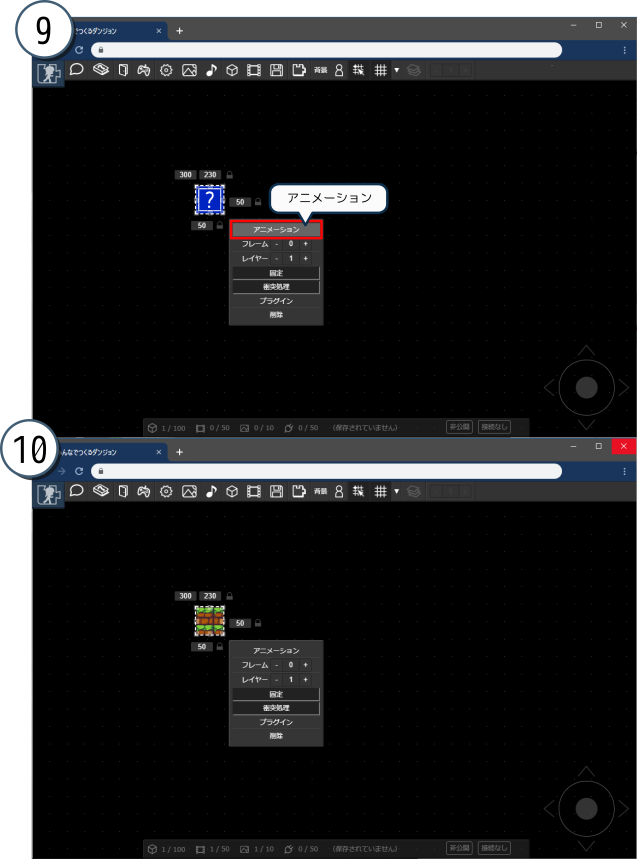 9
でつくるダンジョン
背景
300 230
?
50
アニメーション
50
アニメーション
フレーム - 0 +
レイヤー - 1 +
固定
衝突処理
プラグイン
削除
1 / 100 0 / 50 0 / 10 0 / 50 (保存されていません) 非公開 接続なし
10
んなでつくるダンジョン
背景
300 230
50
50
アニメーション
フレーム - 0 +
レイヤー - 1 +
固定
衝突処理
プラグイン
削除
1 / 100 1 / 50 1 / 10 0 / 50 (保存されていません) 非公開 接続なし